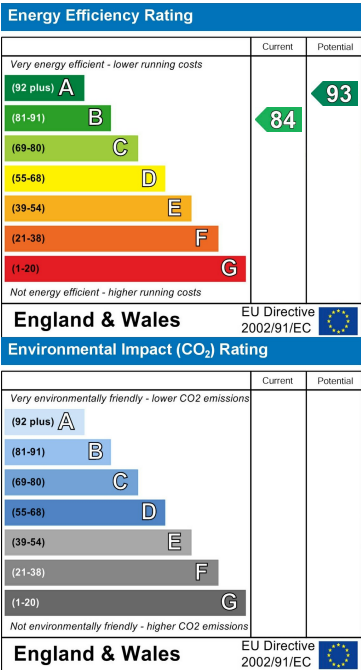 Energy Efficiency Rating
Current Potential
Very energy efficient - lower running costs
(92 plus) A
93
(81-91) B
84
(69-80) C
(55-68) D
(39-54) E
(21-38) F
(1-20) G
Not energy efficient - higher running costs
England & Wales
EU Directive
2002/91/EC
Environmental Impact (CO₂) Rating
Current Potential
Very environmentally friendly - lower CO2 emissions
(92 plus) A
(81-91) B
(69-80) C
(55-68) D
(39-54) E
(21-38) F
(1-20) G
Not environmentally friendly - higher CO2 emissions
England & Wales
EU Directive
2002/91/EC